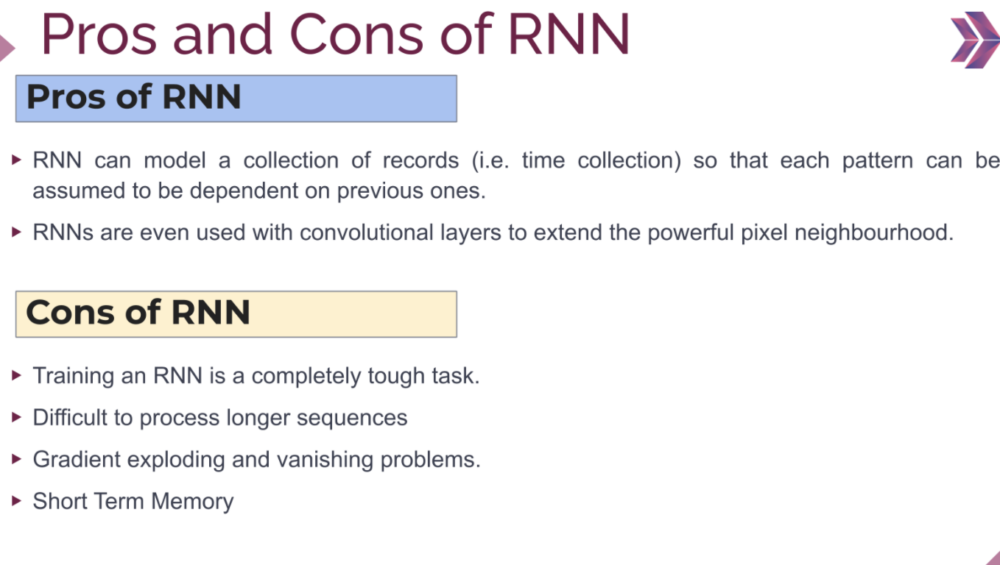 Pros and Cons of RNN
Pros of RNN
RNN can model a collection of records (i.e. time collection) so that each pattern can be
assumed to be dependent on previous ones.
RNNs are even used with convolutional layers to extend the powerful pixel neighbourhood.
Cons of RNN
Training an RNN is a completely tough task.
Difficult to process longer sequences
Gradient exploding and vanishing problems.
Short Term Memory